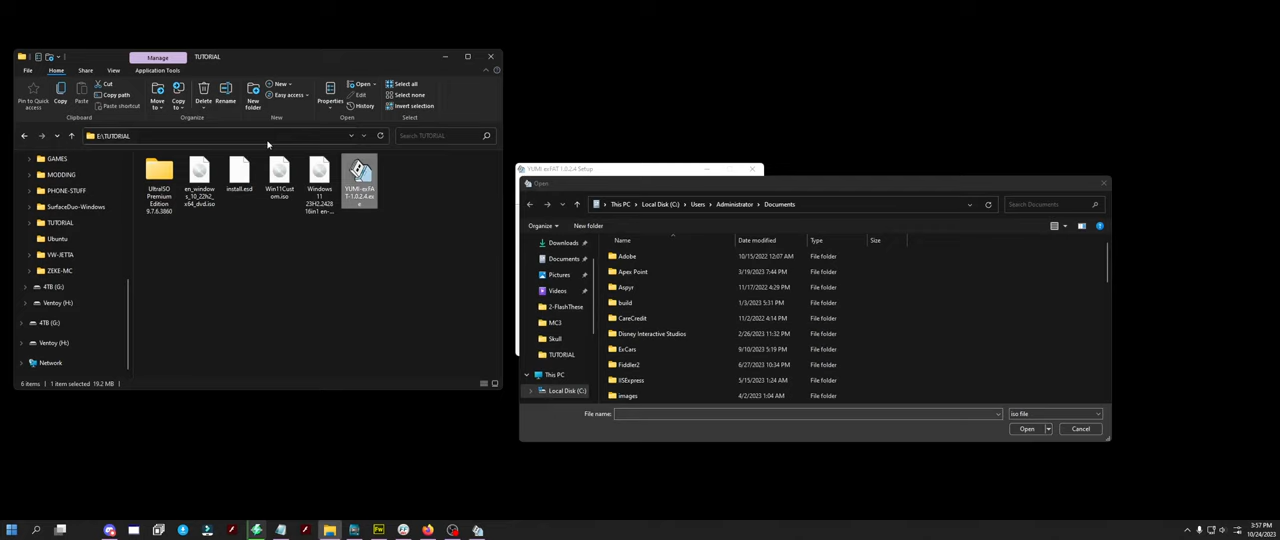 Manage
TUTORIAL
File
Home
Share
View
Application Tools
Pin to Quick access
Copy
Paste
Cut
Copy path
Paste shortcut
Clipboard
Move to
Copy to
Delete
Rename
Organize
New folder
New
Easy access
New
Properties
Open
Edit
History
Open
Select all
Select none
Invert selection
Select
E:\TUTORIAL
Search TUTORIAL
GAMES
MODDING
PHONE-STUFF
SurfaceDuo-Windows
TUTORIAL
Ubuntu
VW-JETTA
ZEKE-MC
4TB (G:)
Ventoy (H:)
4TB (G:)
Ventoy (H:)
Network
UltraISO
Premium
Edition
9.7.6.3860
en_window
s_10_22h2_
x64_dvd.iso
install.esd
Win11Cust
om.iso
Windows
11
23H2.2428
16in1 en-...
YUMI-exFA
T-1.0.2.4.ex
e
6 items
1 item selected 19.2 MB
YUMI exFAT 1.0.2.4 Setup
Open
This PC > Local Disk (C:) > Users > Administrator > Documents
Search Documents
Organize
New folder
Downloads
Documents
Pictures
Videos
2-FlashThese
MC3
Skull
TUTORIAL
This PC
Local Disk (C:)
Name Date modified Type Size
Adobe 10/15/2022 12:07 AM File folder
Apex Point 3/19/2023 7:44 PM File folder
Aspyr 11/17/2022 4:29 PM File folder
build 1/3/2023 5:31 PM File folder
CareCredit 11/2/2022 4:14 PM File folder
Disney Interactive Studios 2/26/2023 11:32 PM File folder
ExCars 9/10/2023 5:19 PM File folder
Fiddler2 6/27/2023 10:34 PM File folder
IISExpress 5/15/2023 1:24 AM File folder
images 4/2/2023 1:04 AM File folder
File name:
iso file
Open
Cancel
Fw
3:57 PM
10/24/2023